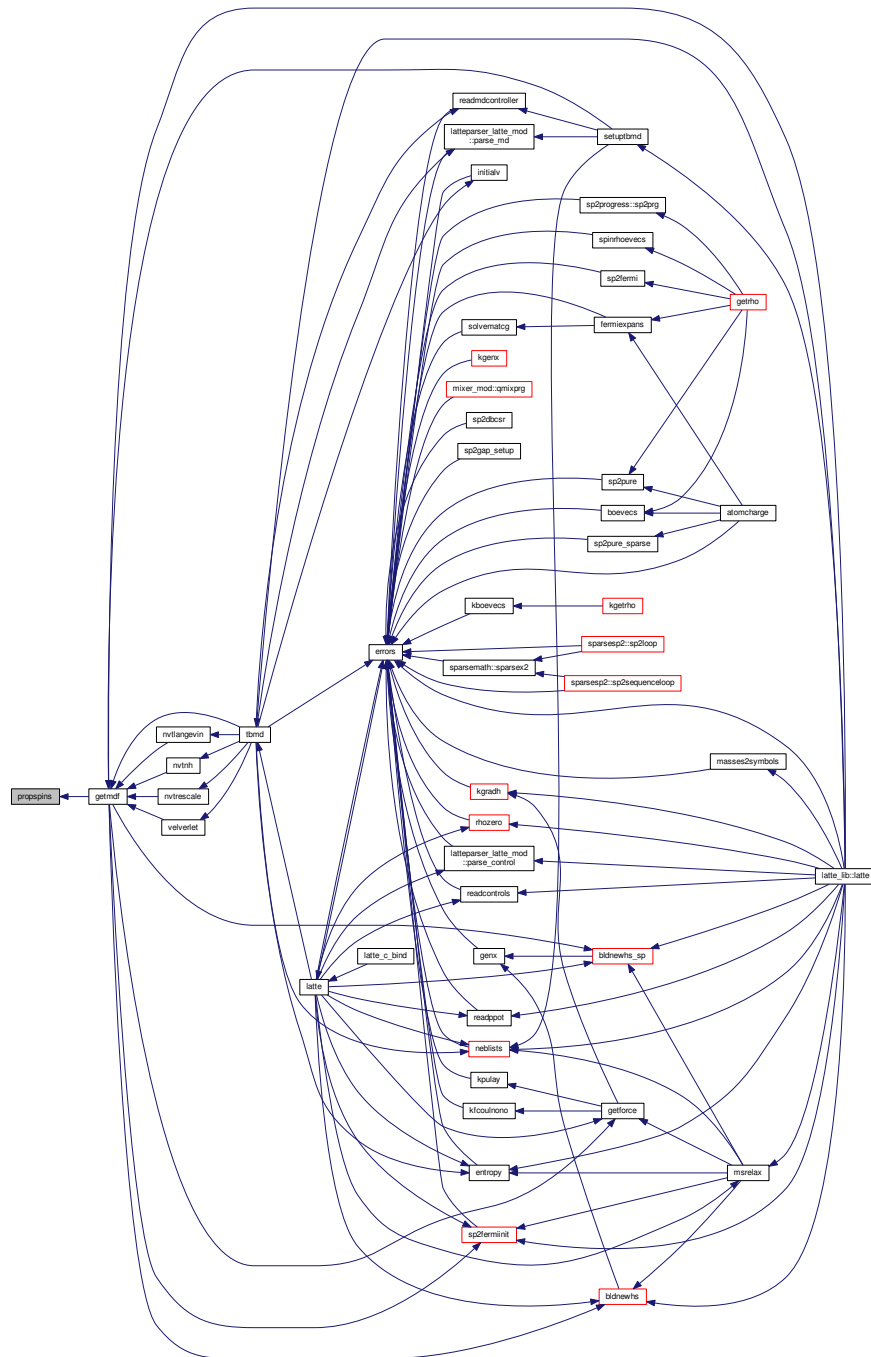 readmdcontroller
latteparser_latte_mod
::parse_md
setuptbmd
initialv
sp2progress::sp2prg
spinrhoevecs
sp2fermi
getrho
solvematcg
fermiexpans
kgenx
mixer_mod::qmixprg
sp2dbcsr
sp2gap_setup
sp2pure
boevecs
atomcharge
sp2pure_sparse
kboevecs
kgetrho
errors
sparsesp2::sp2loop
sparsemath::sparsex2
sparsesp2::sp2sequenceloop
nvtlangevin
tbmd
masses2symbols
nvtnh
propspins
getmdf
nvtrescale
kgradh
velverlet
rhozero
latteparser_latte_mod
::parse_control
latte_lib::latte
readcontrols
latte_c_bind
genx
bldnewhs_sp
latte
readppot
neblists
kpulay
kfcoulnono
getforce
entropy
msrelax
sp2fermiinit
bldnewhs